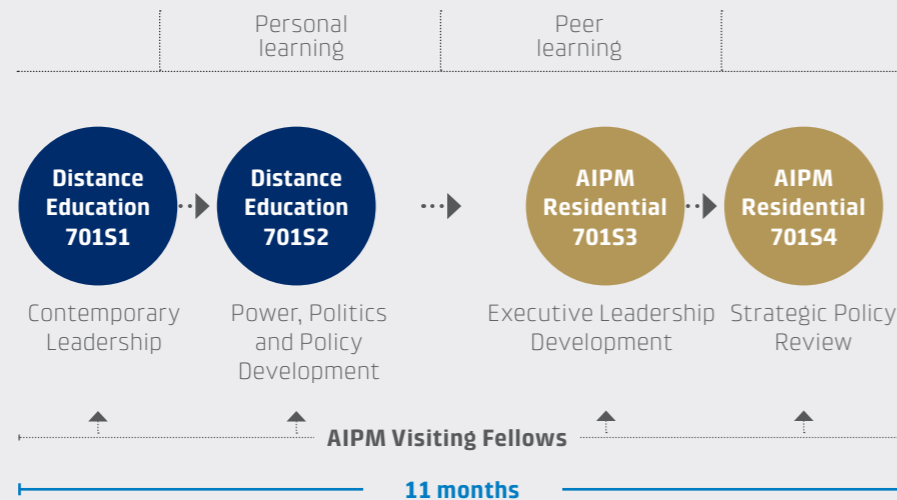 Personal
learning
Peer
learning
Distance
Education
701S1
Distance
Education
701S2
AIPM
Residential
701S3
AIPM
Residential
701S4
Contemporary
Leadership
Power, Politics
and Policy
Development
Executive Leadership
Development
Strategic Policy
Review
AIPM Visiting Fellows
11 months